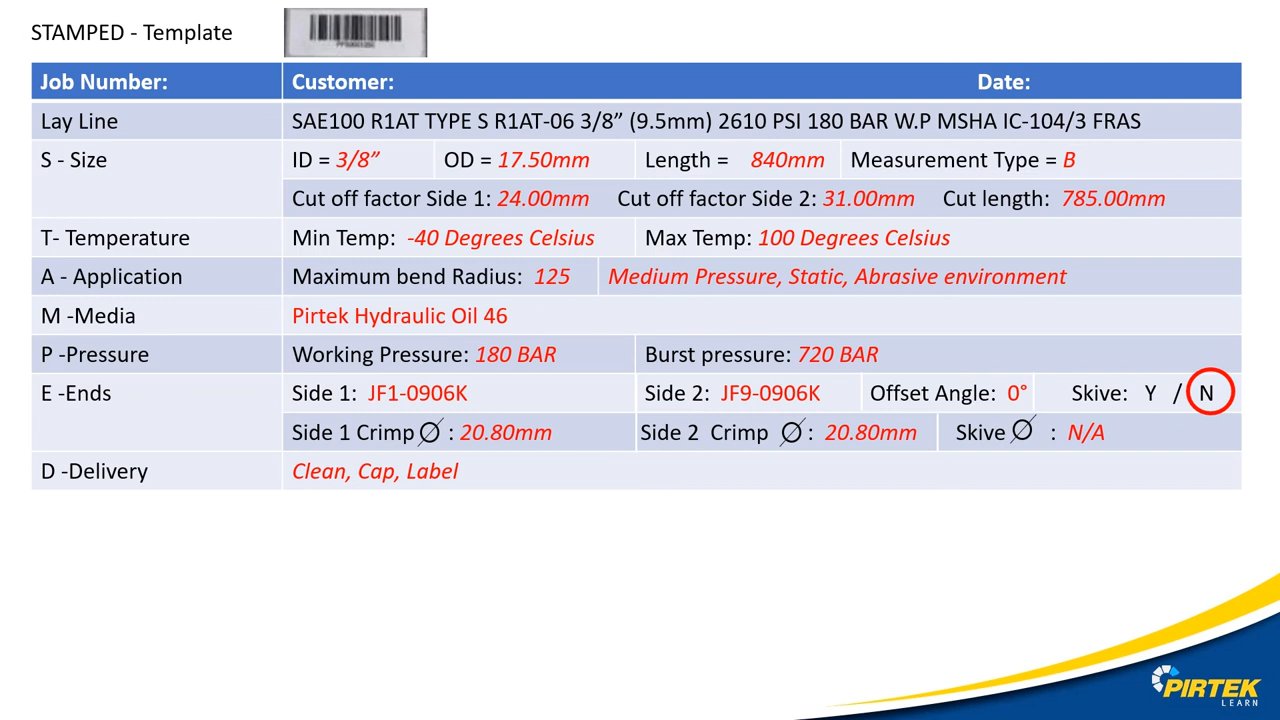 STAMPED - Template
Job Number: Customer: Date:
Lay Line SAE100 R1AT TYPE S R1AT-06 3/8” (9.5mm) 2610 PSI 180 BAR W.P MSHA IC-104/3 FRAS
S - Size ID = 3/8” OD = 17.50mm Length = 840mm Measurement Type = B
Cut off factor Side 1: 24.00mm Cut off factor Side 2: 31.00mm Cut length: 785.00mm
T- Temperature Min Temp: -40 Degrees Celsius Max Temp: 100 Degrees Celsius
A - Application Maximum bend Radius: 125 Medium Pressure, Static, Abrasive environment
M -Media Pirtek Hydraulic Oil 46
P -Pressure Working Pressure: 180 BAR Burst pressure: 720 BAR
E -Ends Side 1: JF1-0906K Side 2: JF9-0906K Offset Angle: 0° Skive: Y / N
Side 1 Crimp ∅ : 20.80mm Side 2 Crimp ∅ : 20.80mm Skive ∅ : N/A
D -Delivery Clean, Cap, Label
PIRTEK
LEARN